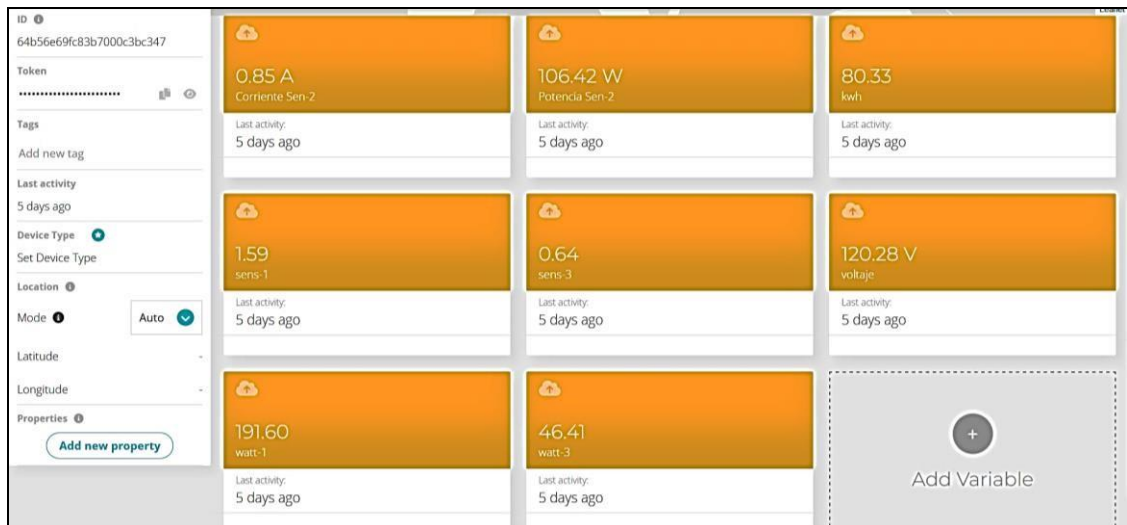 ID
64b56e69fc83b7000c3bc347
Token
••••••••••••••••••••••••
Tags
Add new tag
Last activity
5 days ago
Device Type
Set Device Type
Location
Mode Auto
Latitude -
Longitude -
Properties
Add new property
0.85 A
Corriente Sen-2
Last activity:
5 days ago
106.42 W
Potencia Sen-2
Last activity:
5 days ago
80.33
kwh
Last activity:
5 days ago
1.59
sens-1
Last activity:
5 days ago
0.64
sens-3
Last activity:
5 days ago
120.28 V
voltaje
Last activity:
5 days ago
191.60
watt-1
Last activity:
5 days ago
46.41
watt-3
Last activity:
5 days ago
+
Add Variable